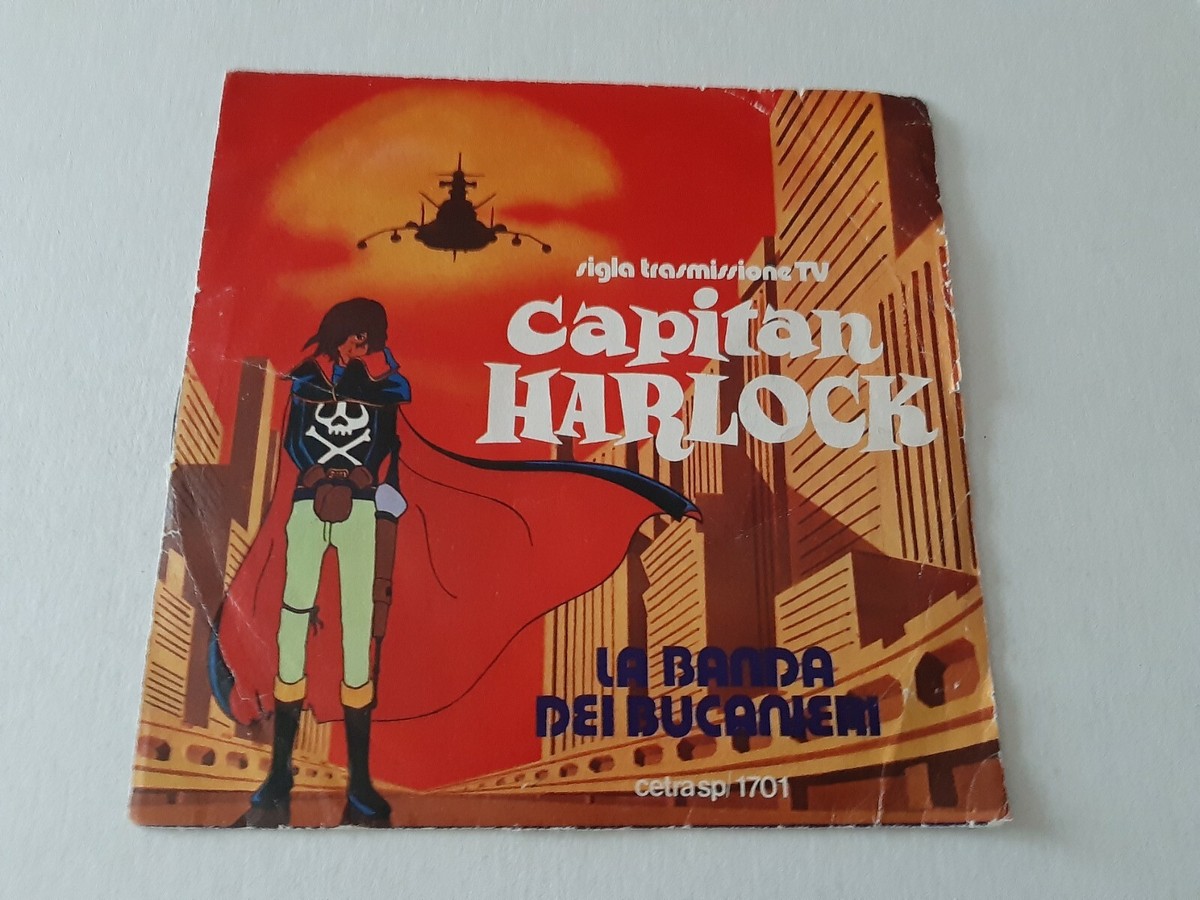 sigla trasmissione TV
Capitan
HARLOCK
LA BANDA
DEI BUCANIERI
cetra sp/1701